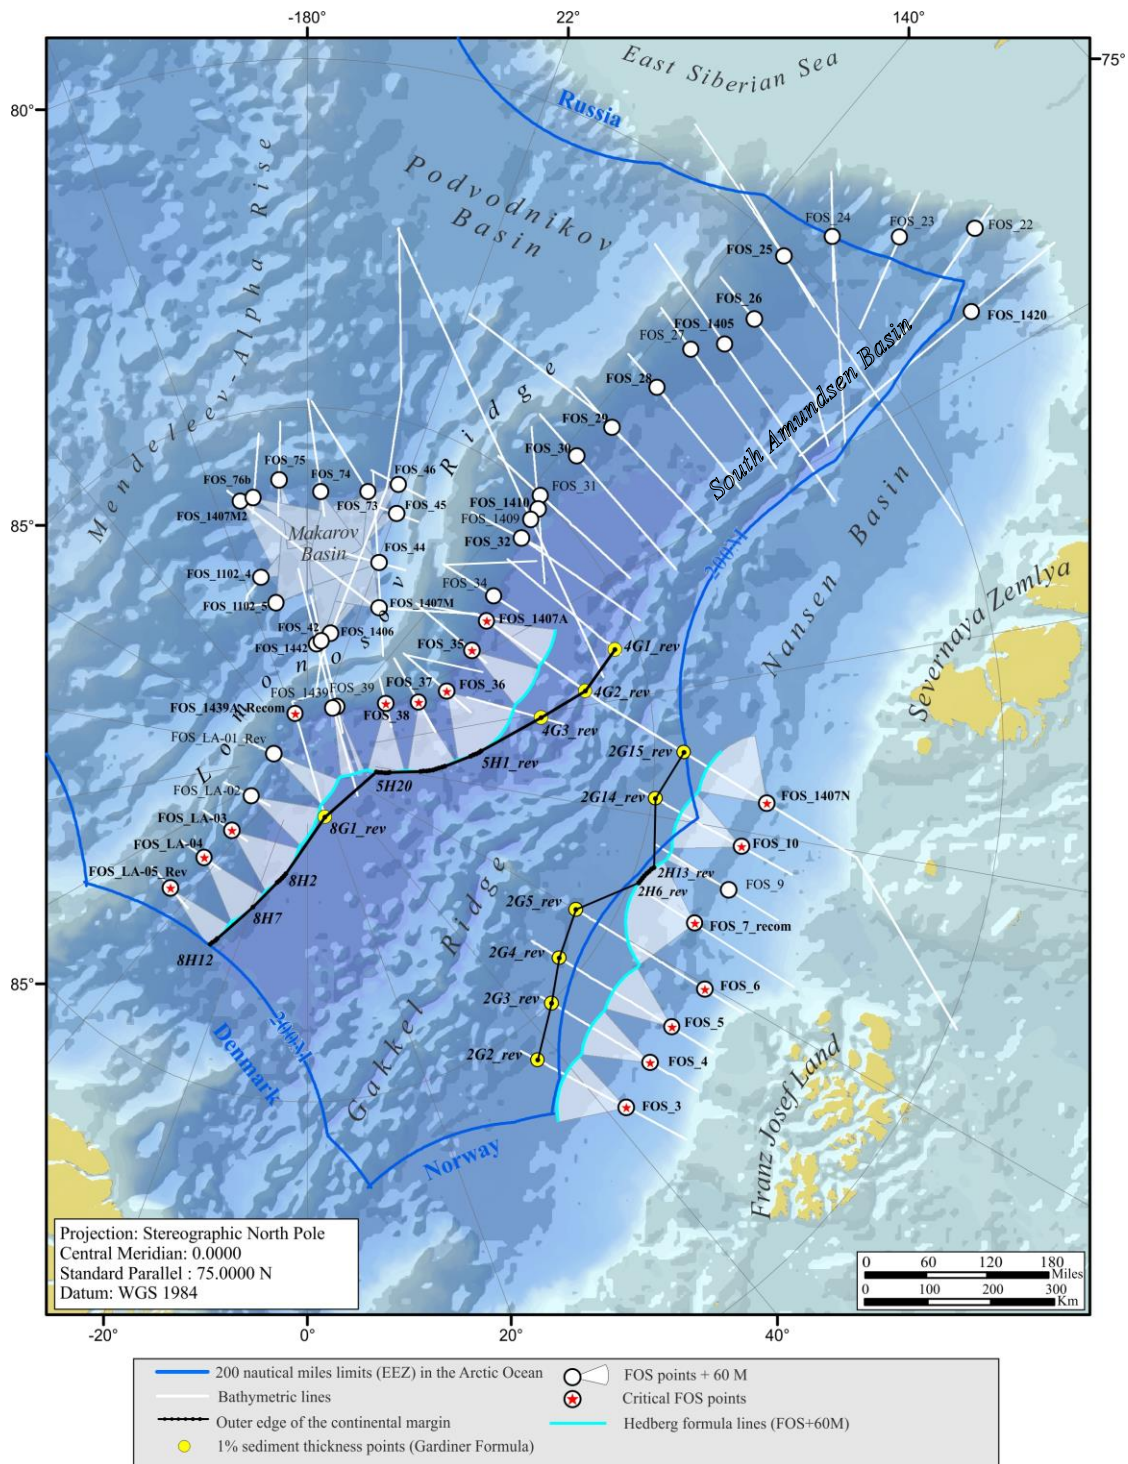 -180°
22°
140°
75°
80°
East Siberian Sea
Russia
Podvodnikov
Basin
Mendeleev-Alpha Rise
FOS_24
FOS_23
FOS_22
FOS_25
FOS_26
FOS_1405
FOS_27
FOS_1420
FOS_28
South Amundsen Basin
Ridge
FOS_29
FOS_30
FOS_31
FOS_75
FOS_74
FOS_46
FOS_76b
FOS_73
FOS_1407M2
FOS_45
FOS_1410
FOS_1409
FOS_32
85°
Makarov
Basin
FOS_44
200M
Nansen Basin
Severnaya Zemlya
FOS_1102_4
FOS_1102_5
FOS_34
FOS_1407M
FOS_1407A
FOS_42
FOS_1406
FOS_1442
FOS_35
4G1_rev
Lomonosov
FOS_1439
FOS_39
FOS_37
FOS_36
4G2_rev
FOS_1439A_Recom
FOS_38
4G3_rev
FOS_LA-01_Rev
5H1_rev
2G15_rev
5H20
FOS_LA-02
2G14_rev
FOS_1407N
FOS_LA-03
8G1_rev
FOS_10
FOS_LA-04
FOS_LA-05_Rev
8H2
2H13_rev
2H6_rev
FOS_9
8H7
2G5_rev
FOS_7_recom
8H12
2G4_rev
85°
Gakkel Ridge
FOS_6
2G3_rev
FOS_5
200M
Denmark
2G2_rev
FOS_4
Franz Josef Land
FOS_3
Norway
Projection: Stereographic North Pole
Central Meridian: 0.0000
Standard Parallel : 75.0000 N
Datum: WGS 1984
0 60 120 180
Miles
0 100 200 300
Km
-20°
0°
20°
40°
200 nautical miles limits (EEZ) in the Arctic Ocean
FOS points + 60 M
Bathymetric lines
Critical FOS points
Outer edge of the continental margin
Hedberg formula lines (FOS+60M)
1% sediment thickness points (Gardiner Formula)